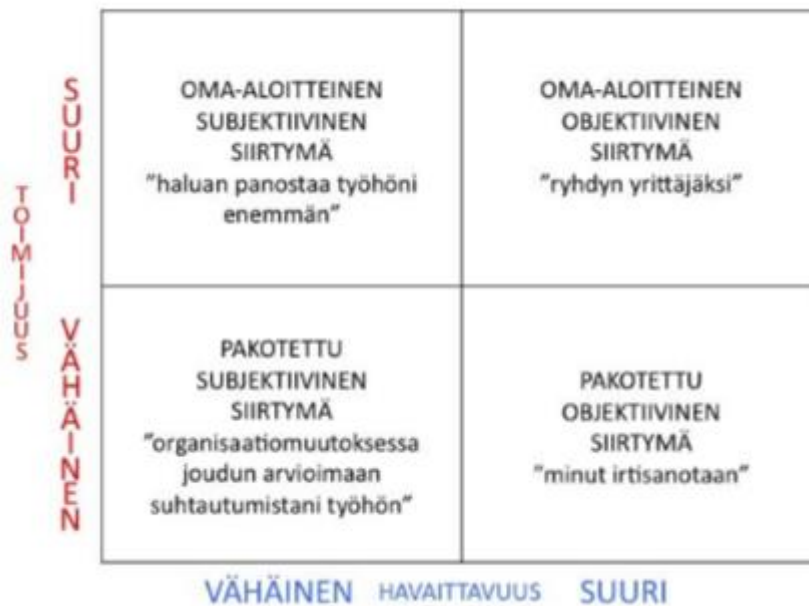 TOIMIJUUS
SUURI
OMA-ALOITTEINEN
SUBJEKTIIVINEN
SIIRTYMÄ
”haluan panostaa työhöni
enemmän”
OMA-ALOITTEINEN
OBJEKTIIVINEN
SIIRTYMÄ
”ryhdyn yrittäjäksi”
VÄHÄINEN
PAKOTETTU
SUBJEKTIIVINEN
SIIRTYMÄ
”organisaatiomuutoksessa
joudun arvioimaan
suhtautumistani työhön”
PAKOTETTU
OBJEKTIIVINEN
SIIRTYMÄ
”minut irtisanotaan”
VÄHÄINEN HAVAITTAVUUS SUURI